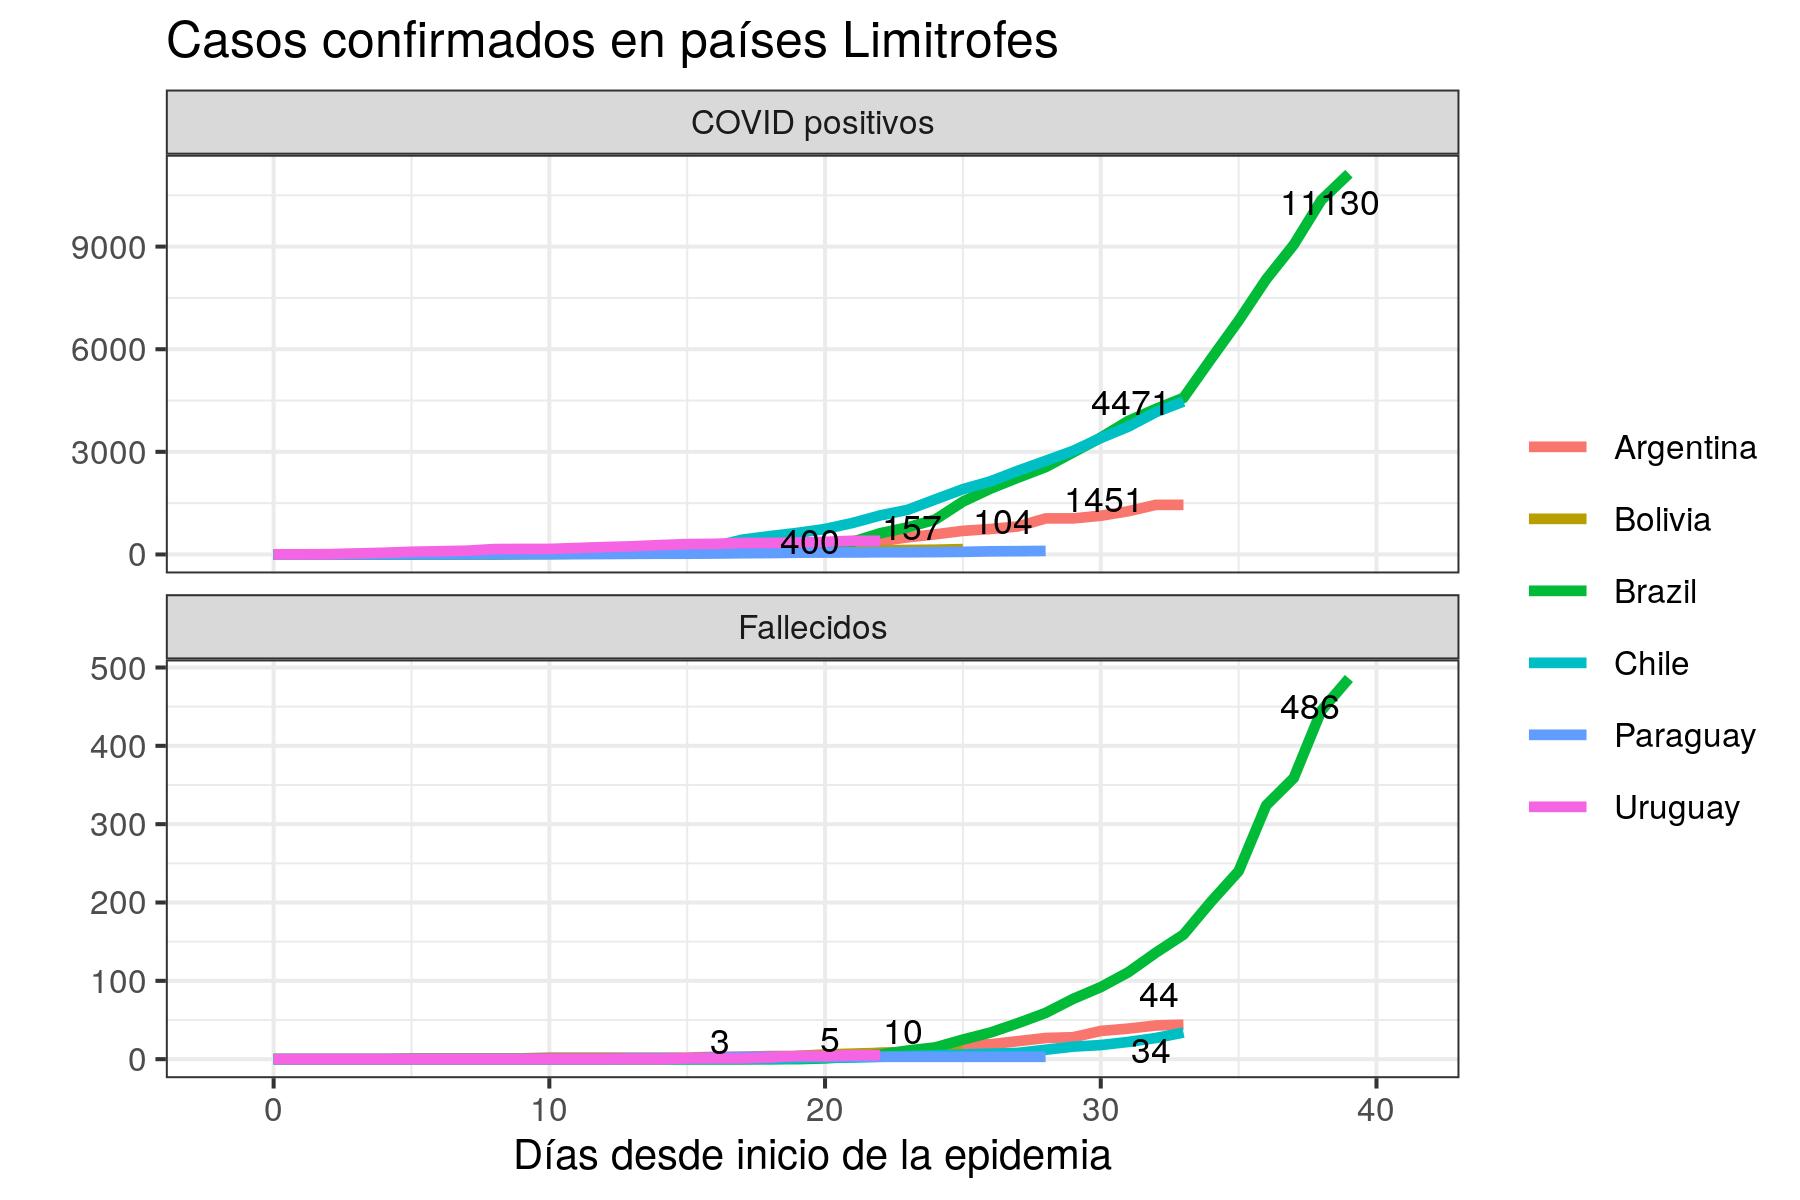 Casos confirmados en países Limitrofes
COVID positivos
9000
6000
3000
0
11130
4471
1451
104
157
400
Fallecidos
500
400
300
200
100
0
486
44
34
10
5
3
0 10 20 30 40
Días desde inicio de la epidemia
Argentina
Bolivia
Brazil
Chile
Paraguay
Uruguay